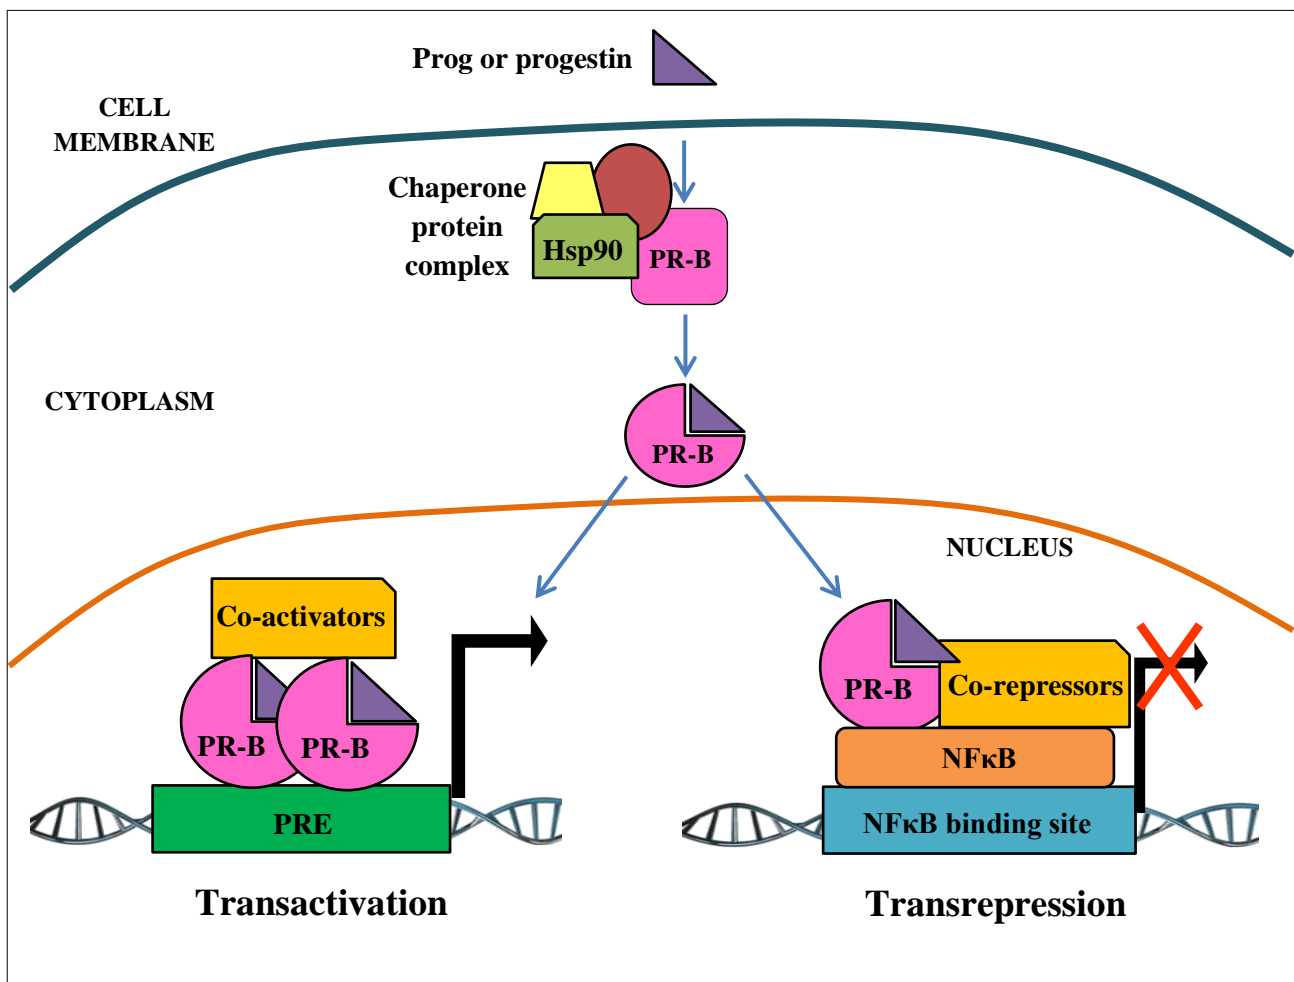 Prog or progestin
CELL
MEMBRANE
Chaperone
protein
complex
Hsp90
PR-B
CYTOPLASM
PR-B
NUCLEUS
Co-activators
PR-B
PR-B
PRE
Transactivation
PR-B
Co-repressors
NFκB
NFκB binding site
Transrepression